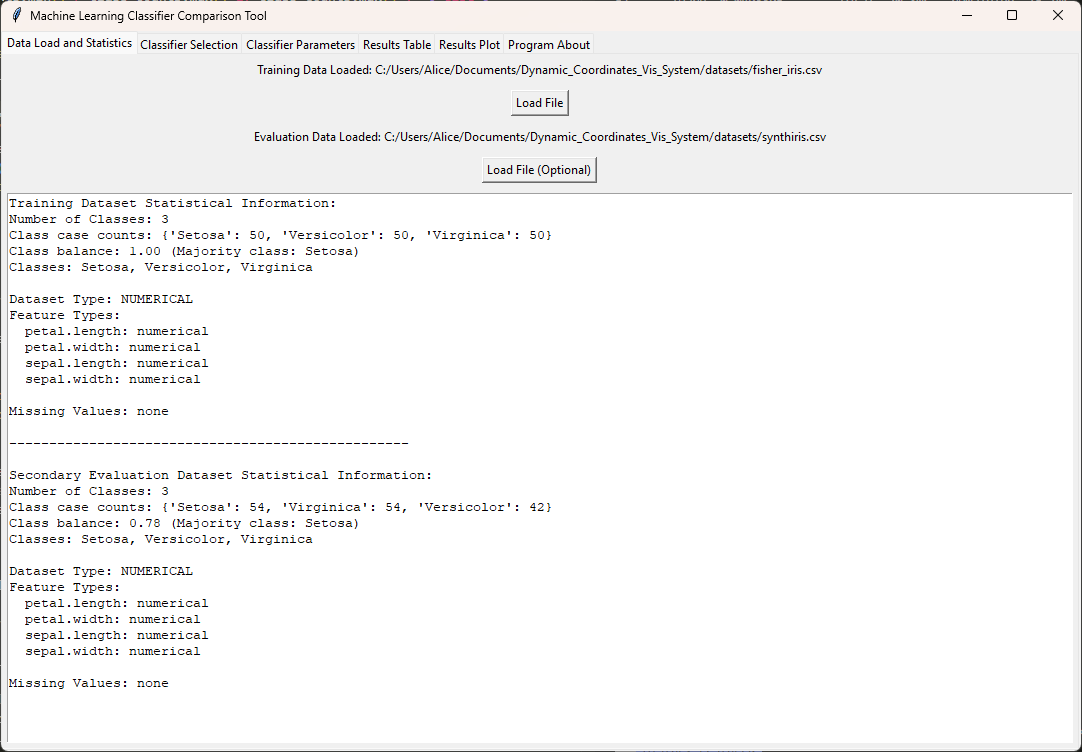 Machine Learning Classifier Comparison Tool
Data Load and Statistics Classifier Selection Classifier Parameters Results Table Results Plot Program About
Training Data Loaded: C:/Users/Alice/Documents/Dynamic_Coordinates_Vis_System/datasets/fisher_iris.csv
Load File
Evaluation Data Loaded: C:/Users/Alice/Documents/Dynamic_Coordinates_Vis_System/datasets/synthiris.csv
Load File (Optional)
Training Dataset Statistical Information:
Number of Classes: 3
Class case counts: {'Setosa': 50, 'Versicolor': 50, 'Virginica': 50}
Class balance: 1.00 (Majority class: Setosa)
Classes: Setosa, Versicolor, Virginica
Dataset Type: NUMERICAL
Feature Types:
petal.length: numerical
petal.width: numerical
sepal.length: numerical
sepal.width: numerical
Missing Values: none
--------------------------------------------------
Secondary Evaluation Dataset Statistical Information:
Number of Classes: 3
Class case counts: {'Setosa': 54, 'Virginica': 54, 'Versicolor': 42}
Class balance: 0.78 (Majority class: Setosa)
Classes: Setosa, Versicolor, Virginica
Dataset Type: NUMERICAL
Feature Types:
petal.length: numerical
petal.width: numerical
sepal.length: numerical
sepal.width: numerical
Missing Values: none